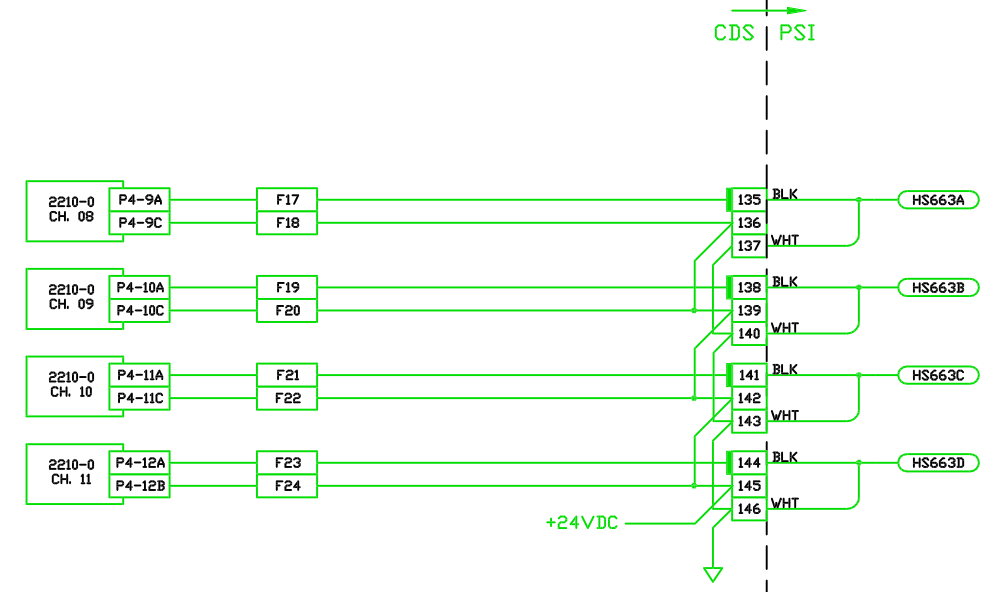 CDS PSI
2210-0
CH. 08
P4-9A
P4-9C
F17
F18
135
136
137
BLK
WHT
HS663A
2210-0
CH. 09
P4-10A
P4-10C
F19
F20
138
139
140
BLK
WHT
HS663B
2210-0
CH. 10
P4-11A
P4-11C
F21
F22
141
142
143
BLK
WHT
HS663C
2210-0
CH. 11
P4-12A
P4-12B
F23
F24
144
145
146
BLK
WHT
HS663D
+24VDC